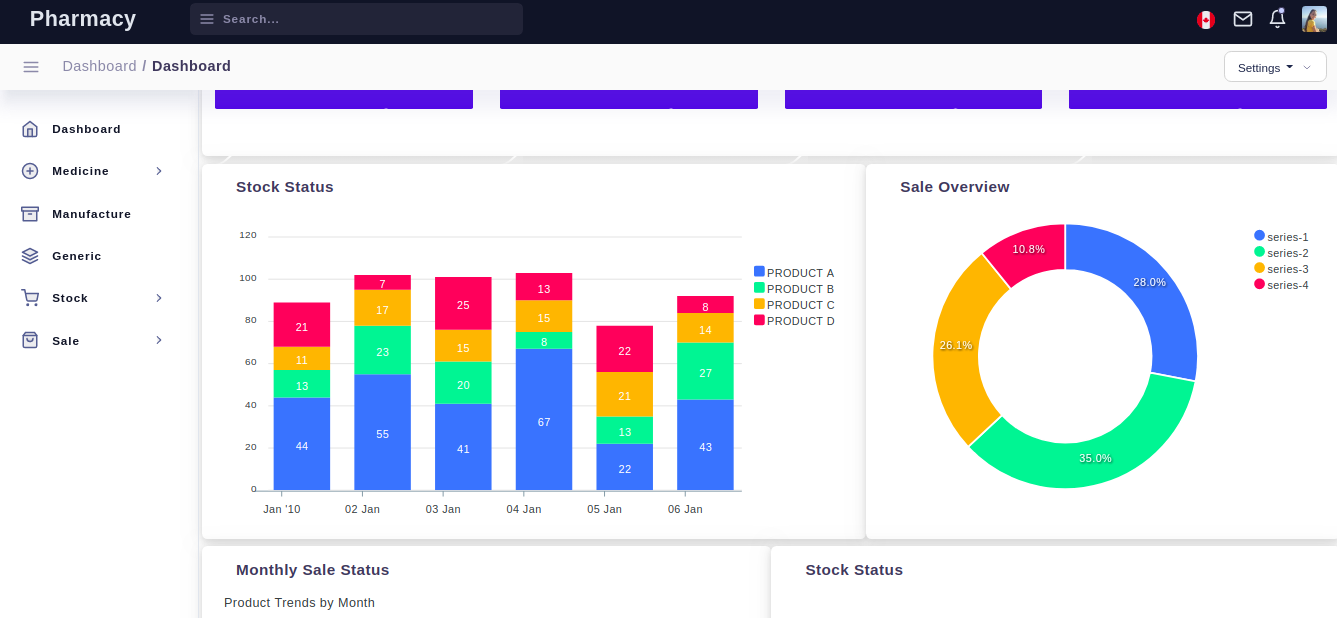 Pharmacy
Search...
Dashboard / Dashboard
Settings
Dashboard
Medicine
Manufacture
Generic
Stock
Sale
Stock Status
120
100
80
60
40
20
0
21
11
13
44
7
17
23
55
25
15
20
41
13
15
8
67
22
21
13
22
8
14
27
43
Jan '10
02 Jan
03 Jan
04 Jan
05 Jan
06 Jan
PRODUCT A
PRODUCT B
PRODUCT C
PRODUCT D
Sale Overview
10.8%
28.0%
26.1%
35.0%
series-1
series-2
series-3
series-4
Monthly Sale Status
Product Trends by Month
Stock Status